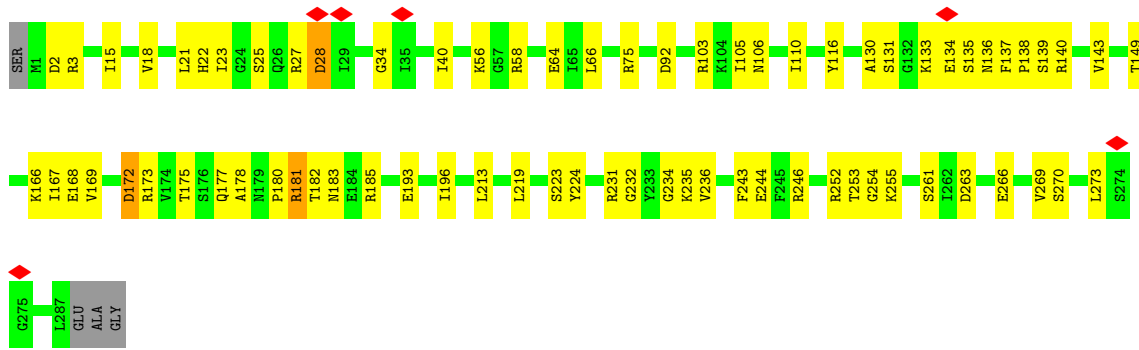 SER M1 D2 R3 I15 V18 L21 H22 I23 G24 S25 Q26 R27 D28 I29 G34 I35 I40 K56 G57 R58 E64 I65 L66 R75 D92 R103 K104 I105 N106 I110 Y116 A130 S131 G132 K133 E134 S135 N136 F137 P138 S139 R140 V143 T149
K166 I167 E168 V169 D172 R173 V174 T175 S176 Q177 A178 N179 P180 R181 T182 N183 E184 R185 E193 I196 L213 L219 S223 Y224 R231 G232 Y233 G234 K235 V236 F243 E244 F245 R246 R252 T253 G254 K255 S261 I262 D263 E266 V269 S270 L273 S274
G275 L287 GLU ALA GLY